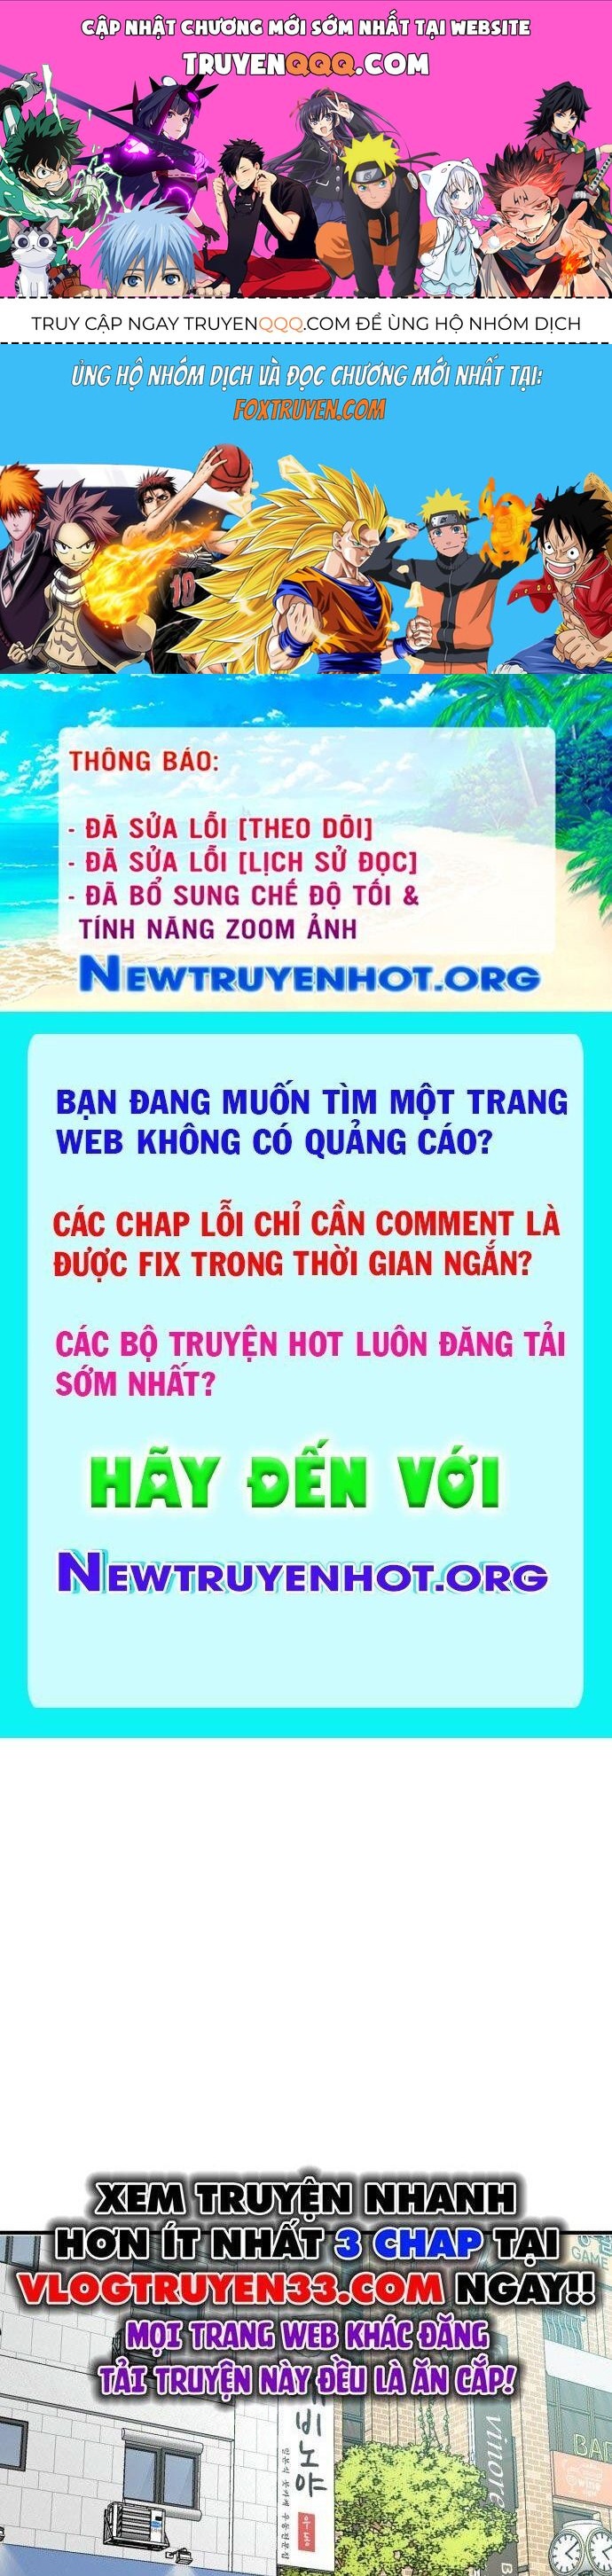 CẬP NHẬT CHƯƠNG MỚI SỚM NHẤT TẠI WEBSITE
TRUYENQQQ.COM
TRUY CẬP NGAY TRUYENQQQ.COM ĐỂ ỦNG HỘ NHÓM DỊCH
ỦNG HỘ NHÓM DỊCH VÀ ĐỌC CHƯƠNG MỚI NHẤT TẠI:
FOXTRUYEN.COM
10
THÔNG BÁO:
- ĐÃ SỬA LỖI [THEO DÕI]
- ĐÃ SỬA LỖI [LỊCH SỬ ĐỌC]
- ĐÃ BỔ SUNG CHẾ ĐỘ TỐI &
TÍNH NĂNG ZOOM ẢNH
NEWTRUYENHOT.ORG
BẠN ĐANG MUỐN TÌM MỘT TRANG
WEB KHÔNG CÓ QUẢNG CÁO?
CÁC CHAP LỖI CHỈ CẦN COMMENT LÀ
ĐƯỢC FIX TRONG THỜI GIAN NGẮN?
CÁC BỘ TRUYỆN HOT LUÔN ĐĂNG TẢI
SỚM NHẤT?
HÃY ĐẾN VỚI
NEWTRUYENHOT.ORG
XEM TRUYỆN NHANH
HƠN ÍT NHẤT 3 CHAP TẠI
GAME
VLOGTRUYEN33.COM NGAY!!
MỌI TRANG WEB KHÁC ĐĂNG
TẢI TRUYỆN NÀY ĐỀU LÀ ĂN CẮP!
비노야
vinore
BAR